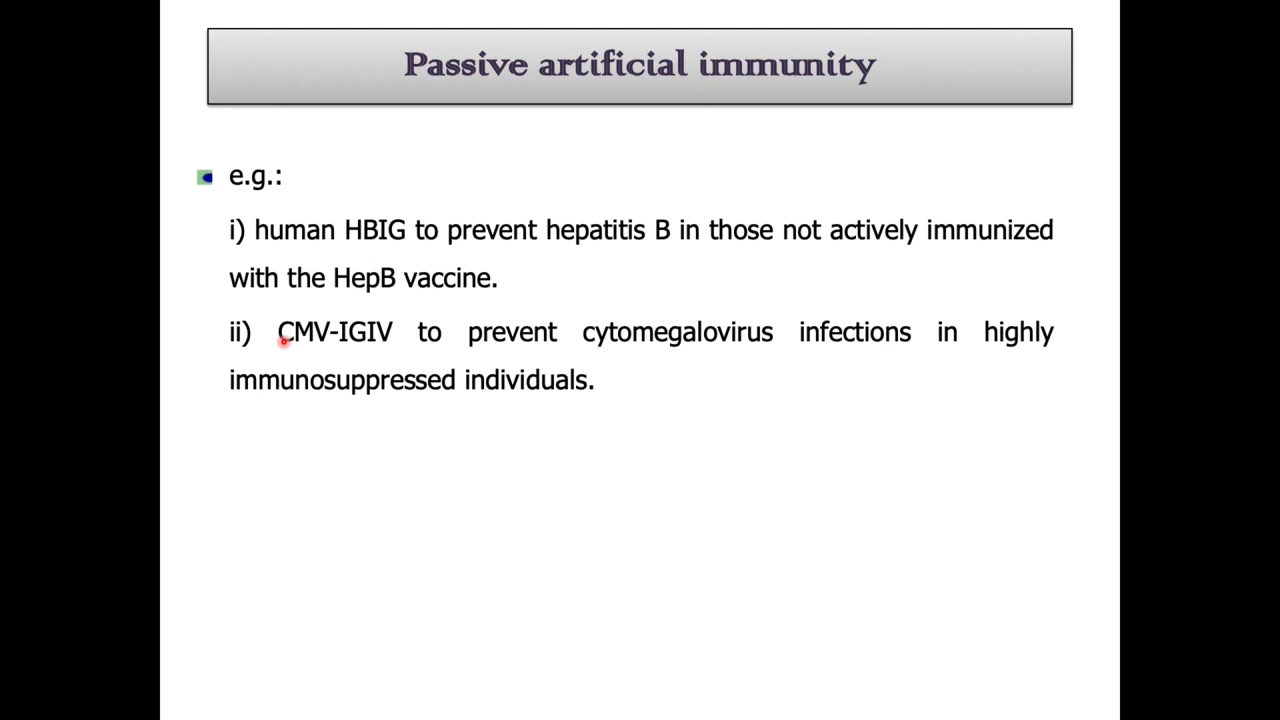 Passive artificial immunity
e.g.:
i) human HBIG to prevent hepatitis B in those not actively immunized
with the HepB vaccine.
ii) CMV-IGIV to prevent cytomegalovirus infections in highly
immunosuppressed individuals.